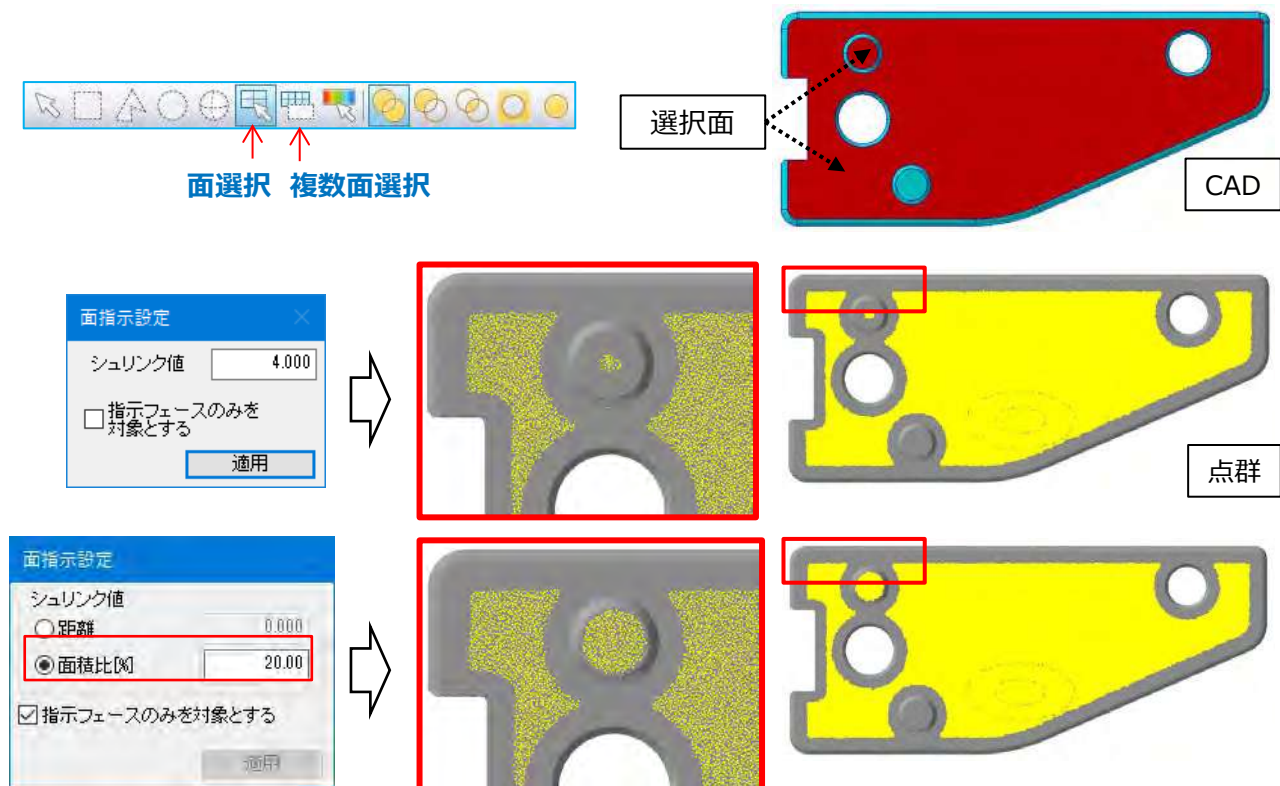 選択面
面選択 複数面選択
CAD
面指示設定
シュリンク値 4.000
指示フェースのみを
対象とする
適用
点群
面指示設定
シュリンク値
距離 0.000
面積比[%] 20.00
指示フェースのみを対象とする
適用